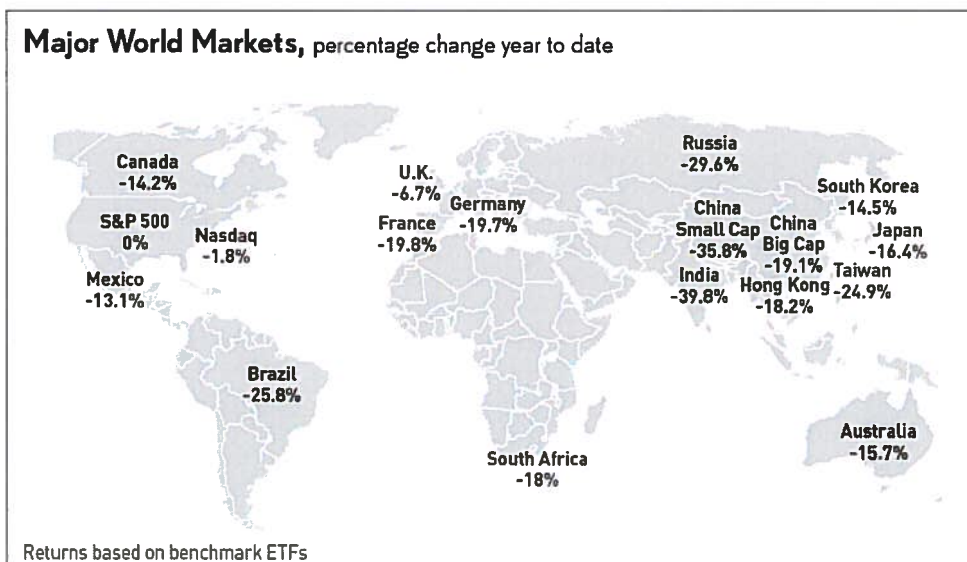 Major World Markets, percentage change year to date
Canada
-14.2%
S&P 500
0%
Nasdaq
-1.8%
Mexico
-13.1%
Brazil
-25.8%
U.K.
-6.7%
France
-19.8%
Germany
-19.7%
South Africa
-18%
Russia
-29.6%
China
Small Cap
-35.8%
China
Big Cap
-19.1%
South Korea
-14.5%
Japan
-16.4%
India
-39.8%
Hong Kong
-18.2%
Taiwan
-24.9%
Australia
-15.7%
Returns based on benchmark ETFs